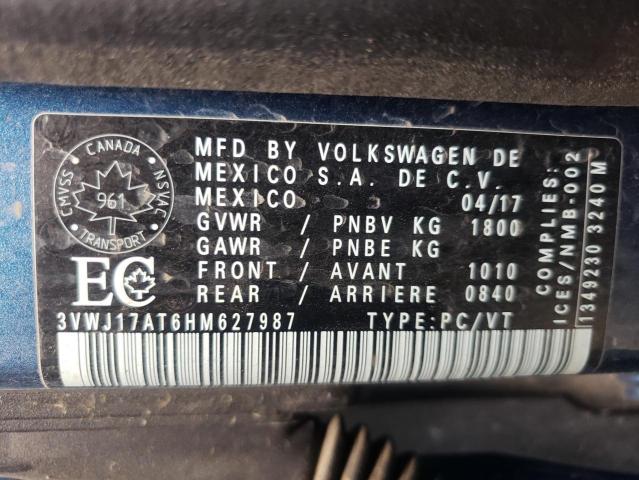 CANADA
CMVSS NSVAC
961
TRANSPORT
EC
MFD BY VOLKSWAGEN DE
MEXICO S.A. DE C.V.
MEXICO 04/17
GVWR / PNBV KG 1800
GAWR / PNBE KG
FRONT / AVANT 1010
REAR / ARRIERE 0840
3VWJ17AT6HM627987 TYPE:PC/VT
COMPLIES:
ICES/NMB-002
1349230 3240 M